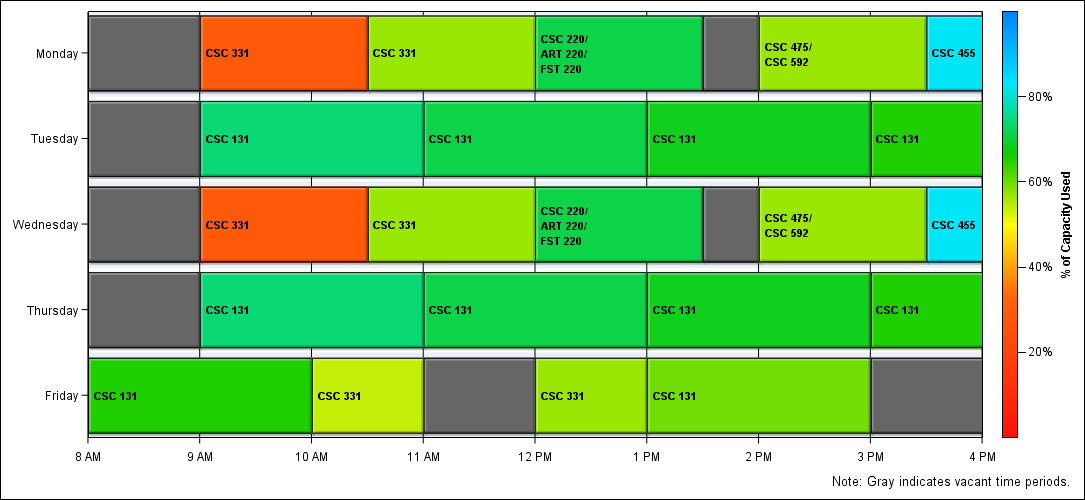 Monday
CSC 331
CSC 331
CSC 220/
ART 220/
FST 220
CSC 475/
CSC 592
CSC 455
Tuesday
CSC 131
CSC 131
CSC 131
CSC 131
Wednesday
CSC 331
CSC 331
CSC 220/
ART 220/
FST 220
CSC 475/
CSC 592
CSC 455
Thursday
CSC 131
CSC 131
CSC 131
CSC 131
Friday
CSC 131
CSC 331
CSC 331
CSC 131
8 AM
9 AM
10 AM
11 AM
12 PM
1 PM
2 PM
3 PM
4 PM
80%
60%
40%
20%
% of Capacity Used
Note: Gray indicates vacant time periods.